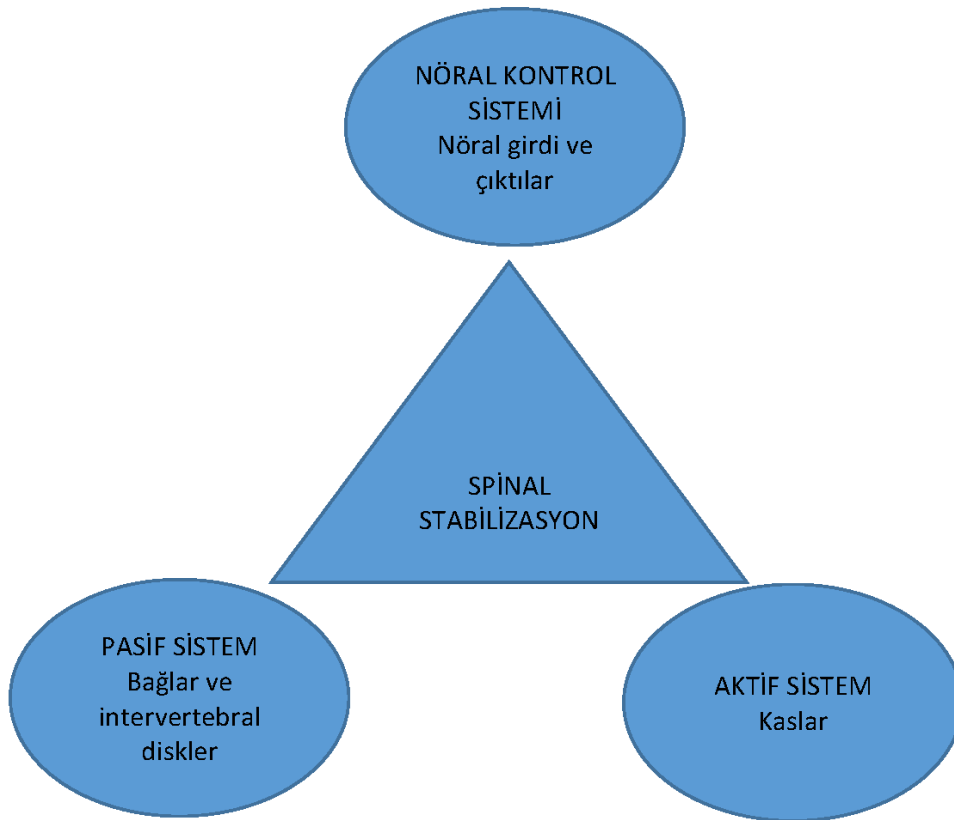 NÖRAL KONTROL
SİSTEMİ
Nöral girdi ve
çıktılar
SPİNAL
STABİLİZASYON
PASİF SİSTEM
Bağlar ve
intervertebral
diskler
AKTİF SİSTEM
Kaslar